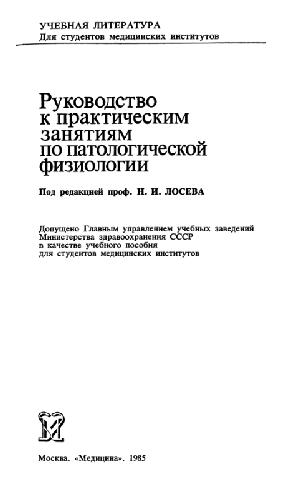 УЧЕБНАЯ ЛИТЕРАТУРА
Для студентов медицинских институтов
Руководство
к практическим
занятиям
по патологической
физиологии
Под редакцией проф. Н. И. ЛОСЕВА
Допущено Главным управлением учебных заведений
Министерства здравоохранения СССР
в качестве учебного пособия
для студентов медицинских институтов
Москва. «Медицина». 1985